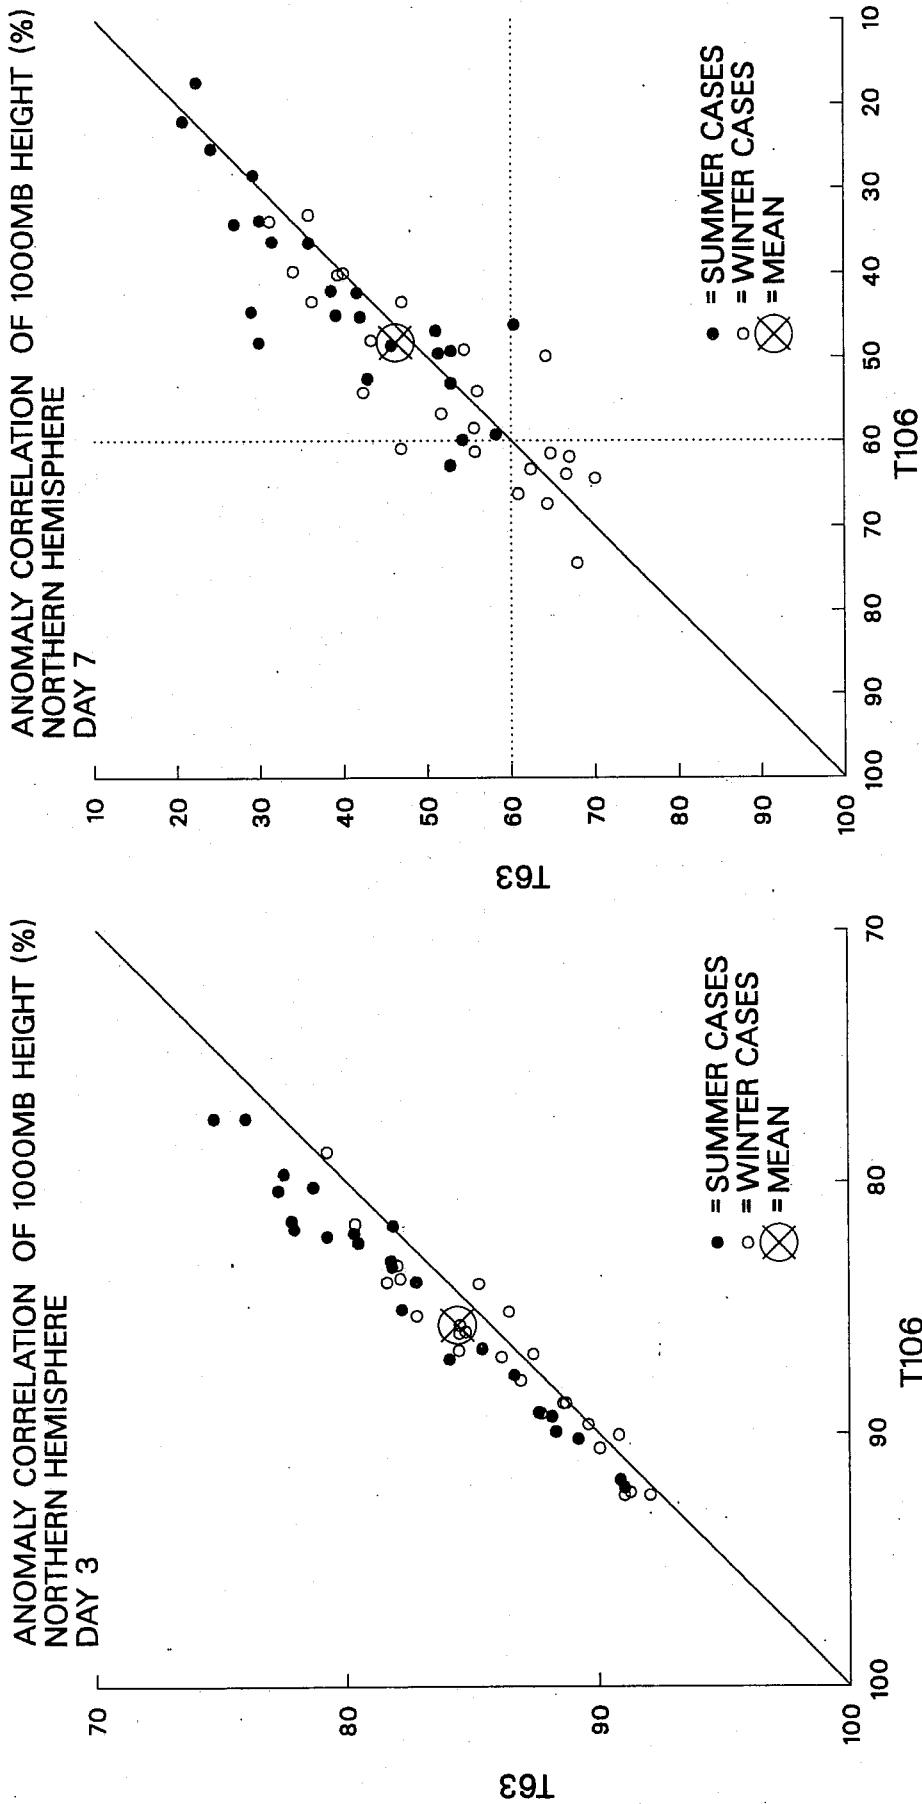 ANOMALY CORRELATION OF 1000MB HEIGHT (%)
NORTHERN HEMISPHERE
DAY 3
70
80
90
100
T63
100
90
80
70
T106
● = SUMMER CASES
○ = WINTER CASES
= MEAN
ANOMALY CORRELATION OF 1000MB HEIGHT (%)
NORTHERN HEMISPHERE
DAY 7
10
20
30
40
50
60
70
80
90
100
T63
100
90
80
70
60
50
40
30
20
10
T106
● = SUMMER CASES
○ = WINTER CASES
= MEAN